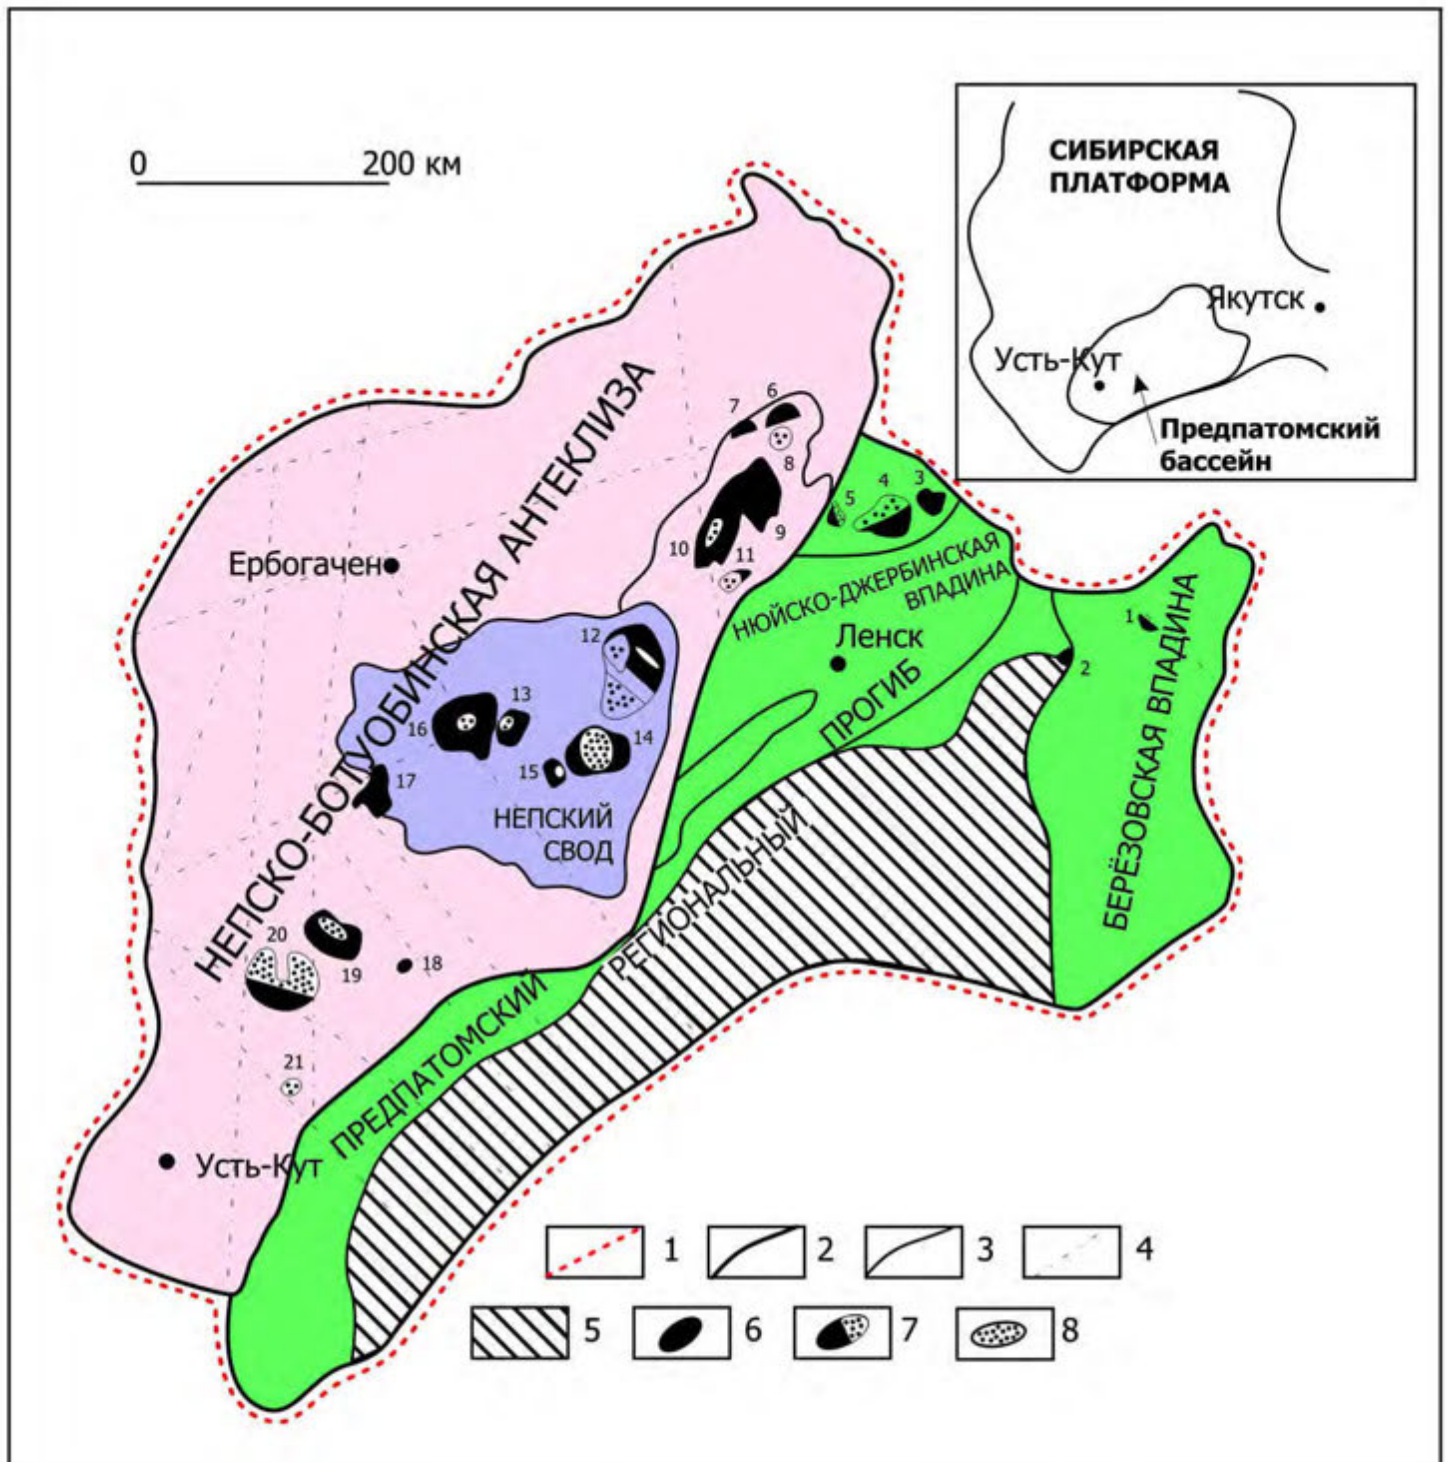 0 200 км
СИБИРСКАЯ
ПЛАТФОРМА
Якутск
Усть-Кут
Предпатомский
бассейн
НЕПСКО-БОТУОБИНСКАЯ АНТЕКЛИЗА
6
7
8
9
10
11
5
4
3
Ербогачен
НЮЙСКО-ДЖЕРБИНСКАЯ
ВПАДИНА
Ленск
1
2
БЕРЁЗОВСКАЯ ВПАДИНА
12
13
16
14
15
17
НЕПСКИЙ
СВОД
ПРЕДПАТОМСКИЙ
РЕГИОНАЛЬНЫЙ
ПРОГИБ
20
19
18
21
Усть-Кут
1 2 3 4
5 6 7 8